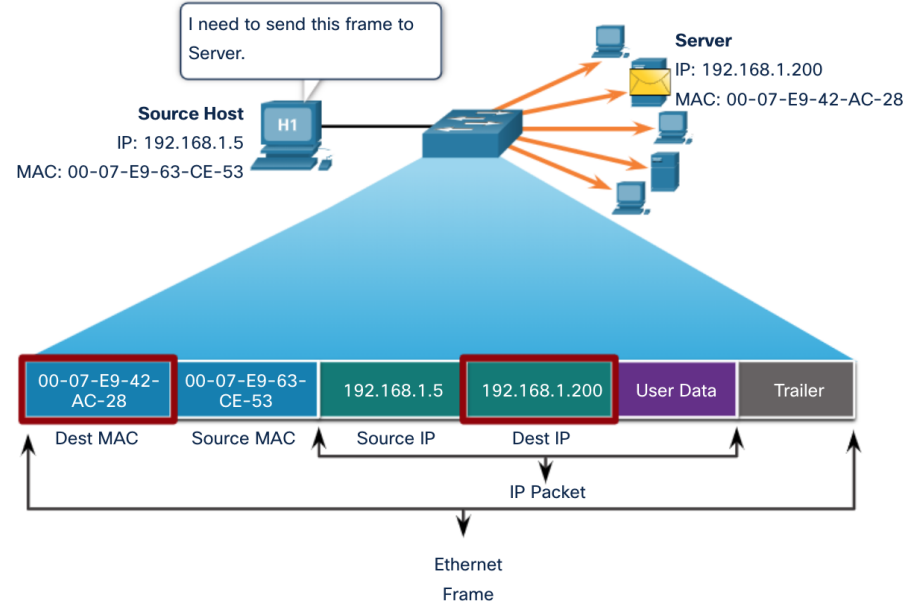 I need to send this frame to
Server.
Server
IP: 192.168.1.200
MAC: 00-07-E9-42-AC-28
Source Host
IP: 192.168.1.5
MAC: 00-07-E9-63-CE-53
H1
00-07-E9-42-
AC-28
00-07-E9-63-
CE-53
192.168.1.5
192.168.1.200
User Data
Trailer
Dest MAC
Source MAC
Source IP
Dest IP
IP Packet
Ethernet
Frame